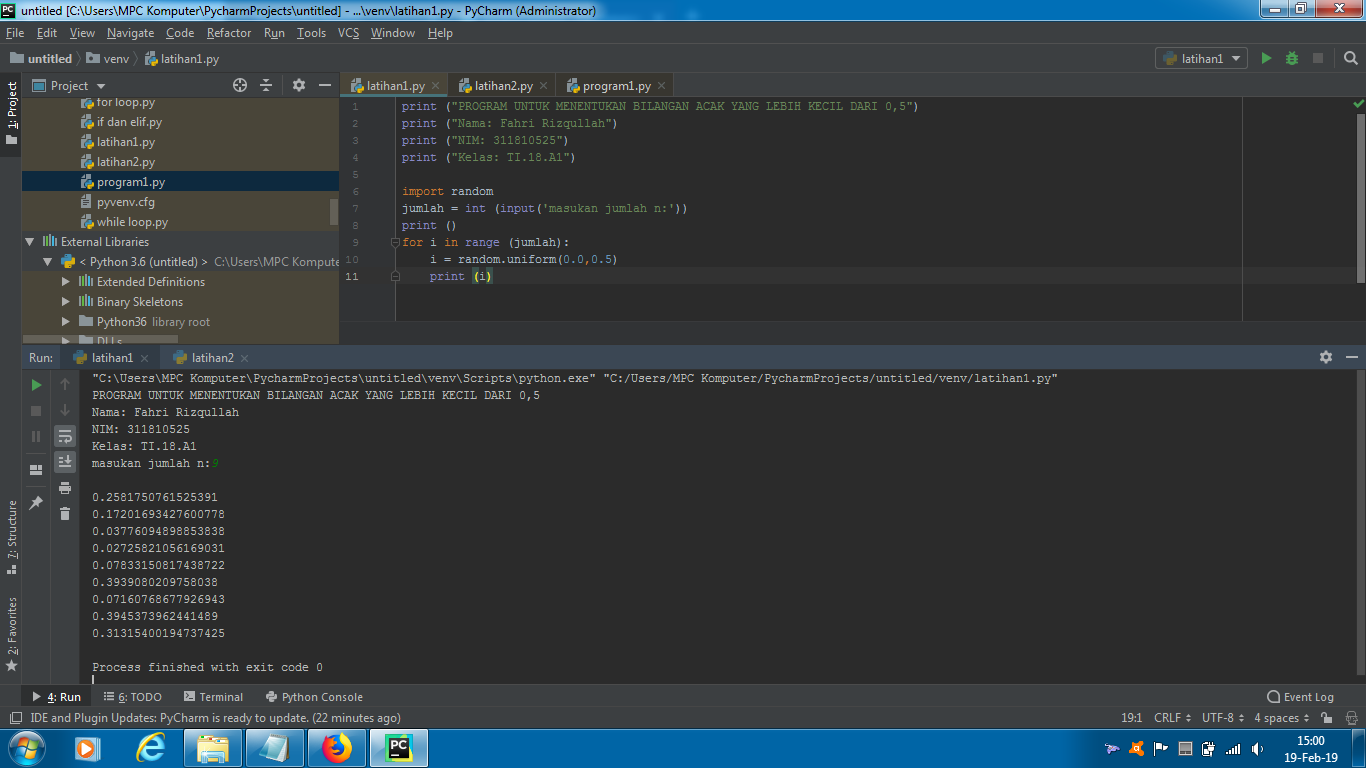 untitled [C:\Users\MPC Komputer\PycharmProjects\untitled] - ...\venv\latihan1.py - PyCharm (Administrator)
File Edit View Navigate Code Refactor Run Tools VCS Window Help
untitled venv latihan1.py
latihan1
1: Project
Project
for loop.py
if dan elif.py
latihan1.py
latihan2.py
program1.py
pyvenv.cfg
while loop.py
External Libraries
< Python 3.6 (untitled) > C:\Users\MPC Kompute
Extended Definitions
Binary Skeletons
Python36 library root
DLLs
latihan1.py latihan2.py program1.py
1 print ("PROGRAM UNTUK MENENTUKAN BILANGAN ACAK YANG LEBIH KECIL DARI 0,5")
2 print ("Nama: Fahri Rizqullah")
3 print ("NIM: 311810525")
4 print ("Kelas: TI.18.A1")
5
6 import random
7 jumlah = int (input('masukan jumlah n:'))
8 print ()
9 for i in range (jumlah):
10 i = random.uniform(0.0,0.5)
11 print (i)
Run: latihan1 latihan2
"C:\Users\MPC Komputer\PycharmProjects\untitled\venv\Scripts\python.exe" "C:/Users/MPC Komputer/PycharmProjects/untitled/venv/latihan1.py"
PROGRAM UNTUK MENENTUKAN BILANGAN ACAK YANG LEBIH KECIL DARI 0,5
Nama: Fahri Rizqullah
NIM: 311810525
Kelas: TI.18.A1
masukan jumlah n:9
0.2581750761525391
0.17201693427600778
0.03776094898853838
0.02725821056169031
0.07833150817438722
0.3939080209758038
0.07160768677926943
0.3945373962441489
0.31315400194737425
Process finished with exit code 0
7: Structure
2: Favorites
4: Run 6: TODO Terminal Python Console Event Log
IDE and Plugin Updates: PyCharm is ready to update. (22 minutes ago) 19:1 CRLF UTF-8 4 spaces
15:00
19-Feb-19